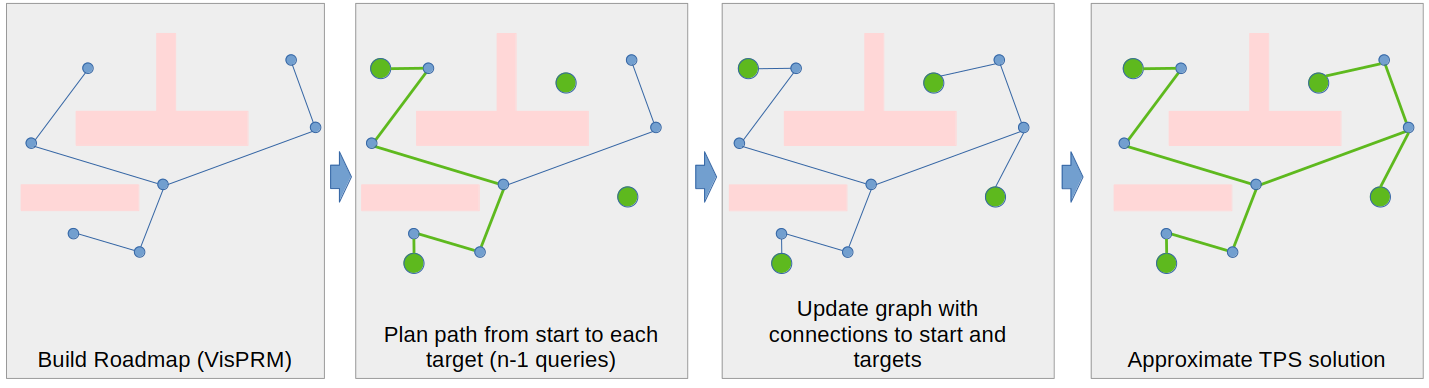 Build Roadmap (VisPRM)
Plan path from start to each
target (n-1 queries)
Update graph with
connections to start and
targets
Approximate TPS solution